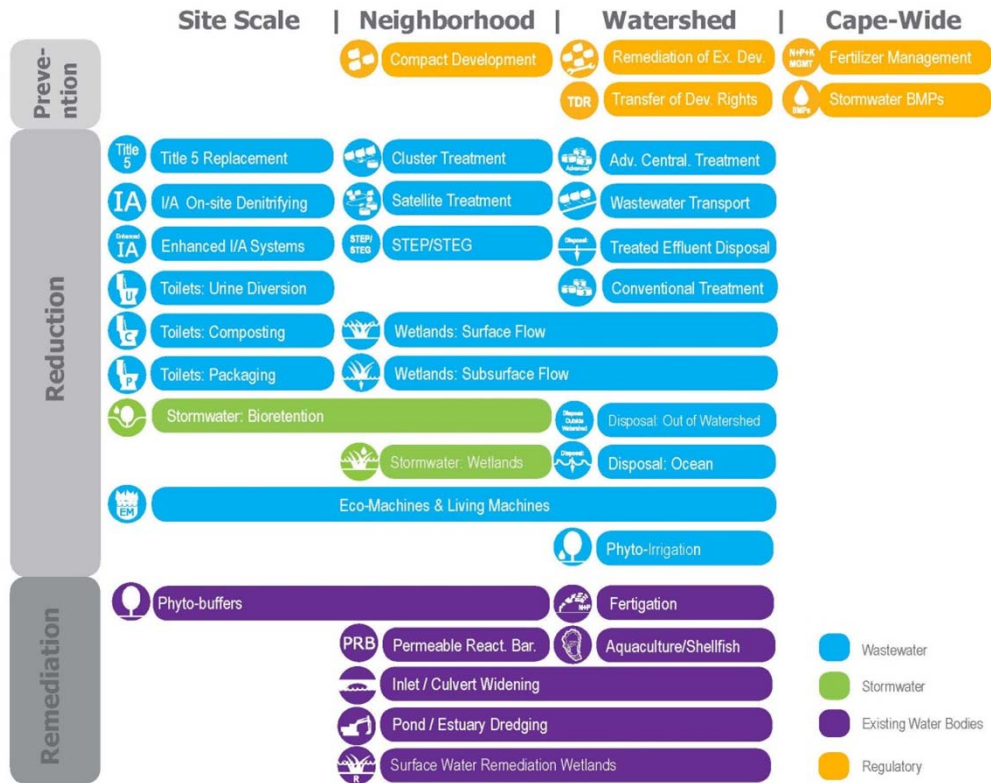 Site Scale | Neighborhood | Watershed | Cape-Wide
Preve-
ntion
Compact Development
Remediation of Ex. Dev.
N+P+K
MGMT
Fertilizer Management
TDR
Transfer of Dev. Rights
BMPs
Stormwater BMPs
Reduction
Title
5
Title 5 Replacement
Cluster Treatment
Advanced
Adv. Central. Treatment
IA
I/A On-site Denitrifying
Satellite Treatment
Wastewater Transport
Enhanced
IA
Enhanced I/A Systems
STEP/
STEG
STEP/STEG
Disposal
Treated Effluent Disposal
U
Toilets: Urine Diversion
Conventional Treatment
C
Toilets: Composting
Wetlands: Surface Flow
P
Toilets: Packaging
Wetlands: Subsurface Flow
Stormwater: Bioretention
Dispose
Outside
Watershed
Disposal: Out of Watershed
Stormwater: Wetlands
Disposal
Disposal: Ocean
EM
Eco-Machines & Living Machines
Phyto-Irrigation
Remediation
Phyto-buffers
N+P
Fertigation
PRB
Permeable React. Bar.
Aquaculture/Shellfish
Inlet / Culvert Widening
Pond / Estuary Dredging
R
Surface Water Remediation Wetlands
Wastewater
Stormwater
Existing Water Bodies
Regulatory